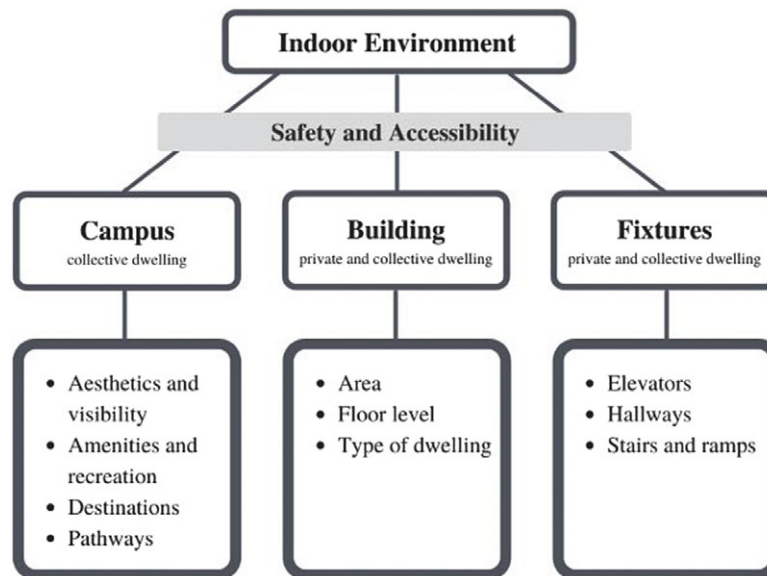 Indoor Environment
Safety and Accessibility
Campus
collective dwelling
Building
private and collective dwelling
Fixtures
private and collective dwelling
• Aesthetics and
visibility
• Amenities and
recreation
• Destinations
• Pathways
• Area
• Floor level
• Type of dwelling
• Elevators
• Hallways
• Stairs and ramps